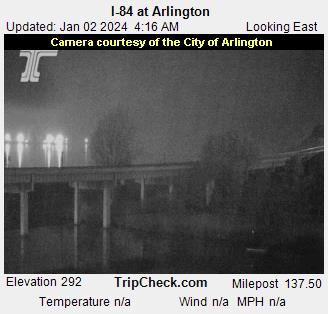 I-84 at Arlington
Updated: Jan 02 2024 4:16 AM Looking East
Camera courtesy of the City of Arlington
Elevation 292 TripCheck.com Milepost 137.50
Temperature n/a Wind n/a MPH n/a